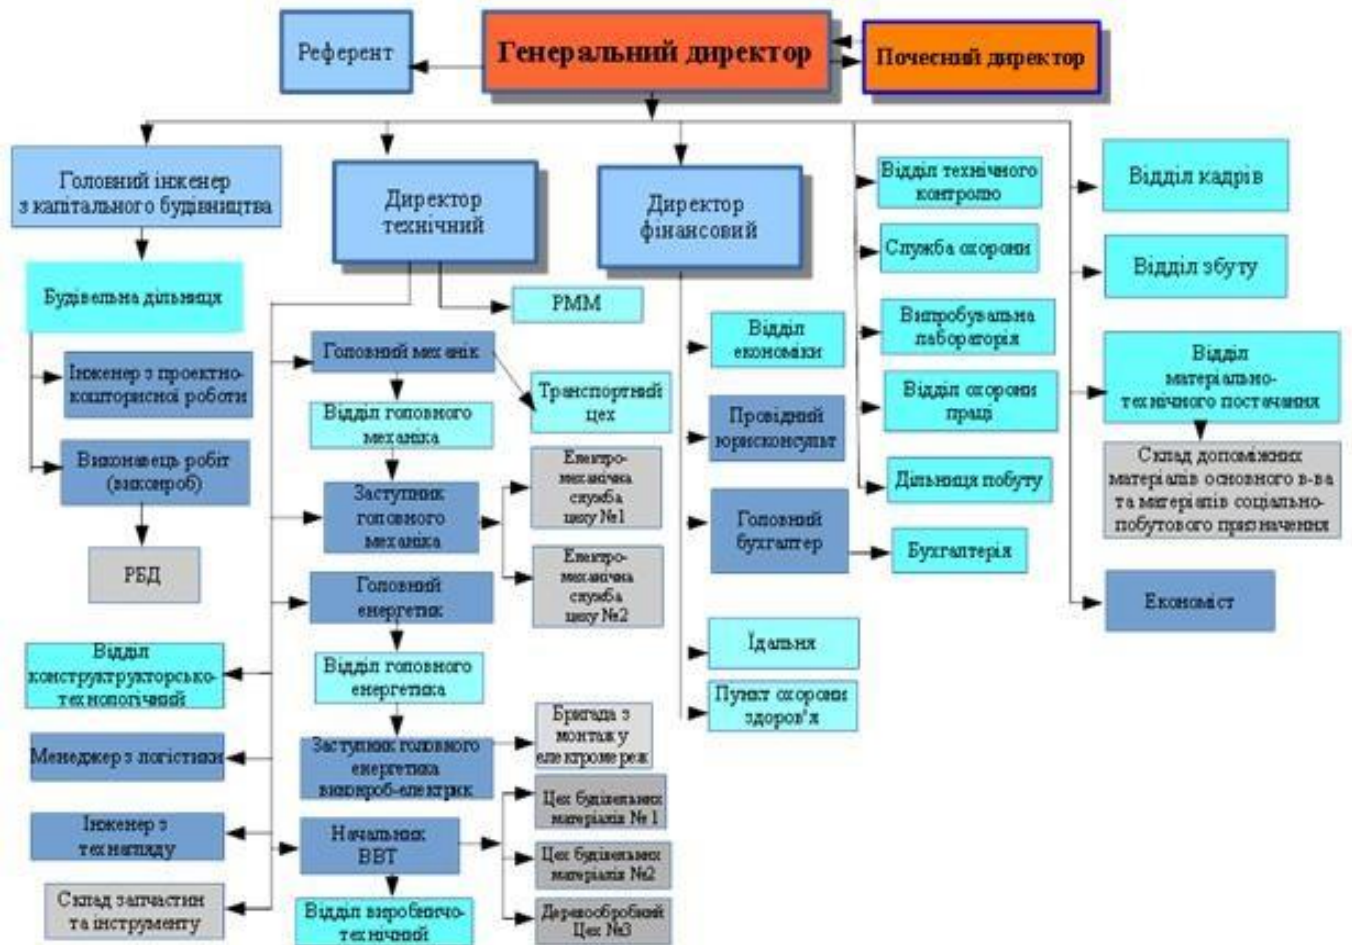 Референт
Генеральний директор
Почесний директор
Головний інженер
з капітального будівництва
Директор
технічний
Директор
фінансовий
Відділ технічного
контролю
Відділ кадрів
Служба охорони
Відділ збуту
Будівельна дільниця
РММ
Випробувальна
лабораторія
Відділ
економіки
Головний механік
Відділ
матеріально-
технічного постачання
Інженер з проектно-
кошторисної роботи
Транспортний
цех
Відділ охорони
праці
Відділ головного
механіка
Провідний
юрисконсульт
Виконавець робіт
(виконроб)
Електро-
механічна
служба
цеху №1
Склад допоміжних
матеріалів основного в-ва
та матеріалів соціально-
побутового призначення
Заступник
головного
механіка
Дільниця побуту
Головний
бухгалтер
Бухгалтерія
РБД
Електро-
механічна
служба
цеху №2
Головний
енергетик
Економіст
Їдальня
Відділ
конструктрорсько-
технологічний
Відділ головного
енергетика
Пункт охорони
здоров'я
Бригада з
монтажу
електромереж
Менеджер з логістики
Заступник головного
енергетика
виконроб-електрик
Цех будівельних
матеріалів № 1
Інженер з
технагляду
Начальник
ВВТ
Цех будівельних
матеріалів №2
Склад запчастин
та інструменту
Відділ виробничо-
технічний
Деревообробний
Цех №3